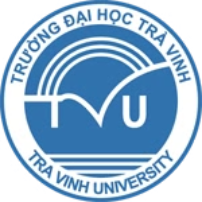 TRƯỜNG ĐẠI HỌC TRÀ VINH
TVU
TRA VINH UNIVERSITY